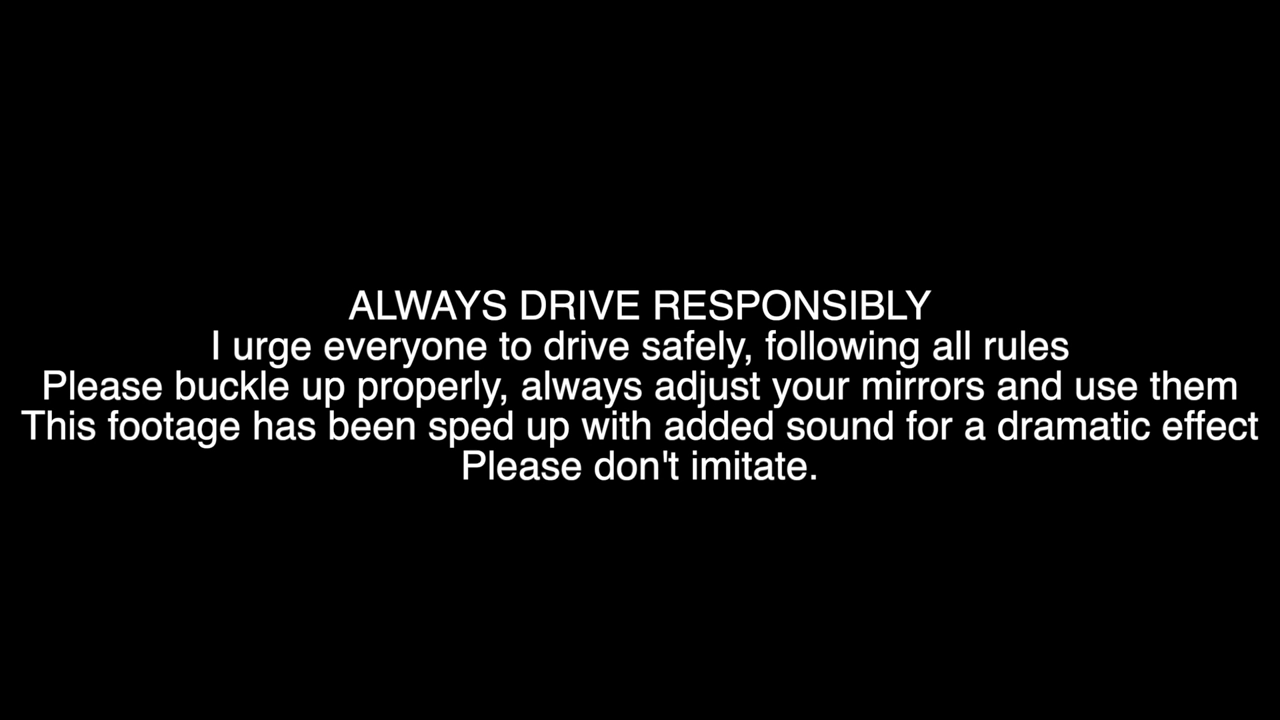 ALWAYS DRIVE RESPONSIBLY
I urge everyone to drive safely, following all rules
Please buckle up properly, always adjust your mirrors and use them
This footage has been sped up with added sound for a dramatic effect
Please don't imitate.